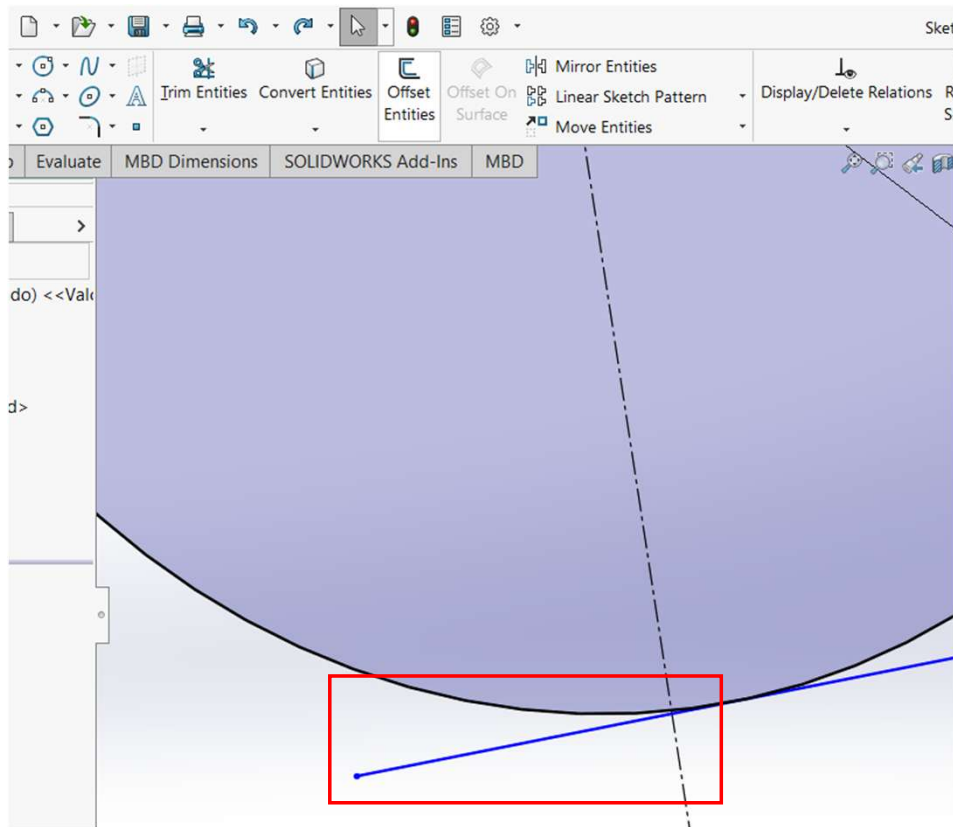 Sket
Trim Entities
Convert Entities
Offset
Entities
Offset On
Surface
Mirror Entities
Linear Sketch Pattern
Move Entities
Display/Delete Relations
R
S
Evaluate
MBD Dimensions
SOLIDWORKS Add-Ins
MBD
do) <<Valu
d>